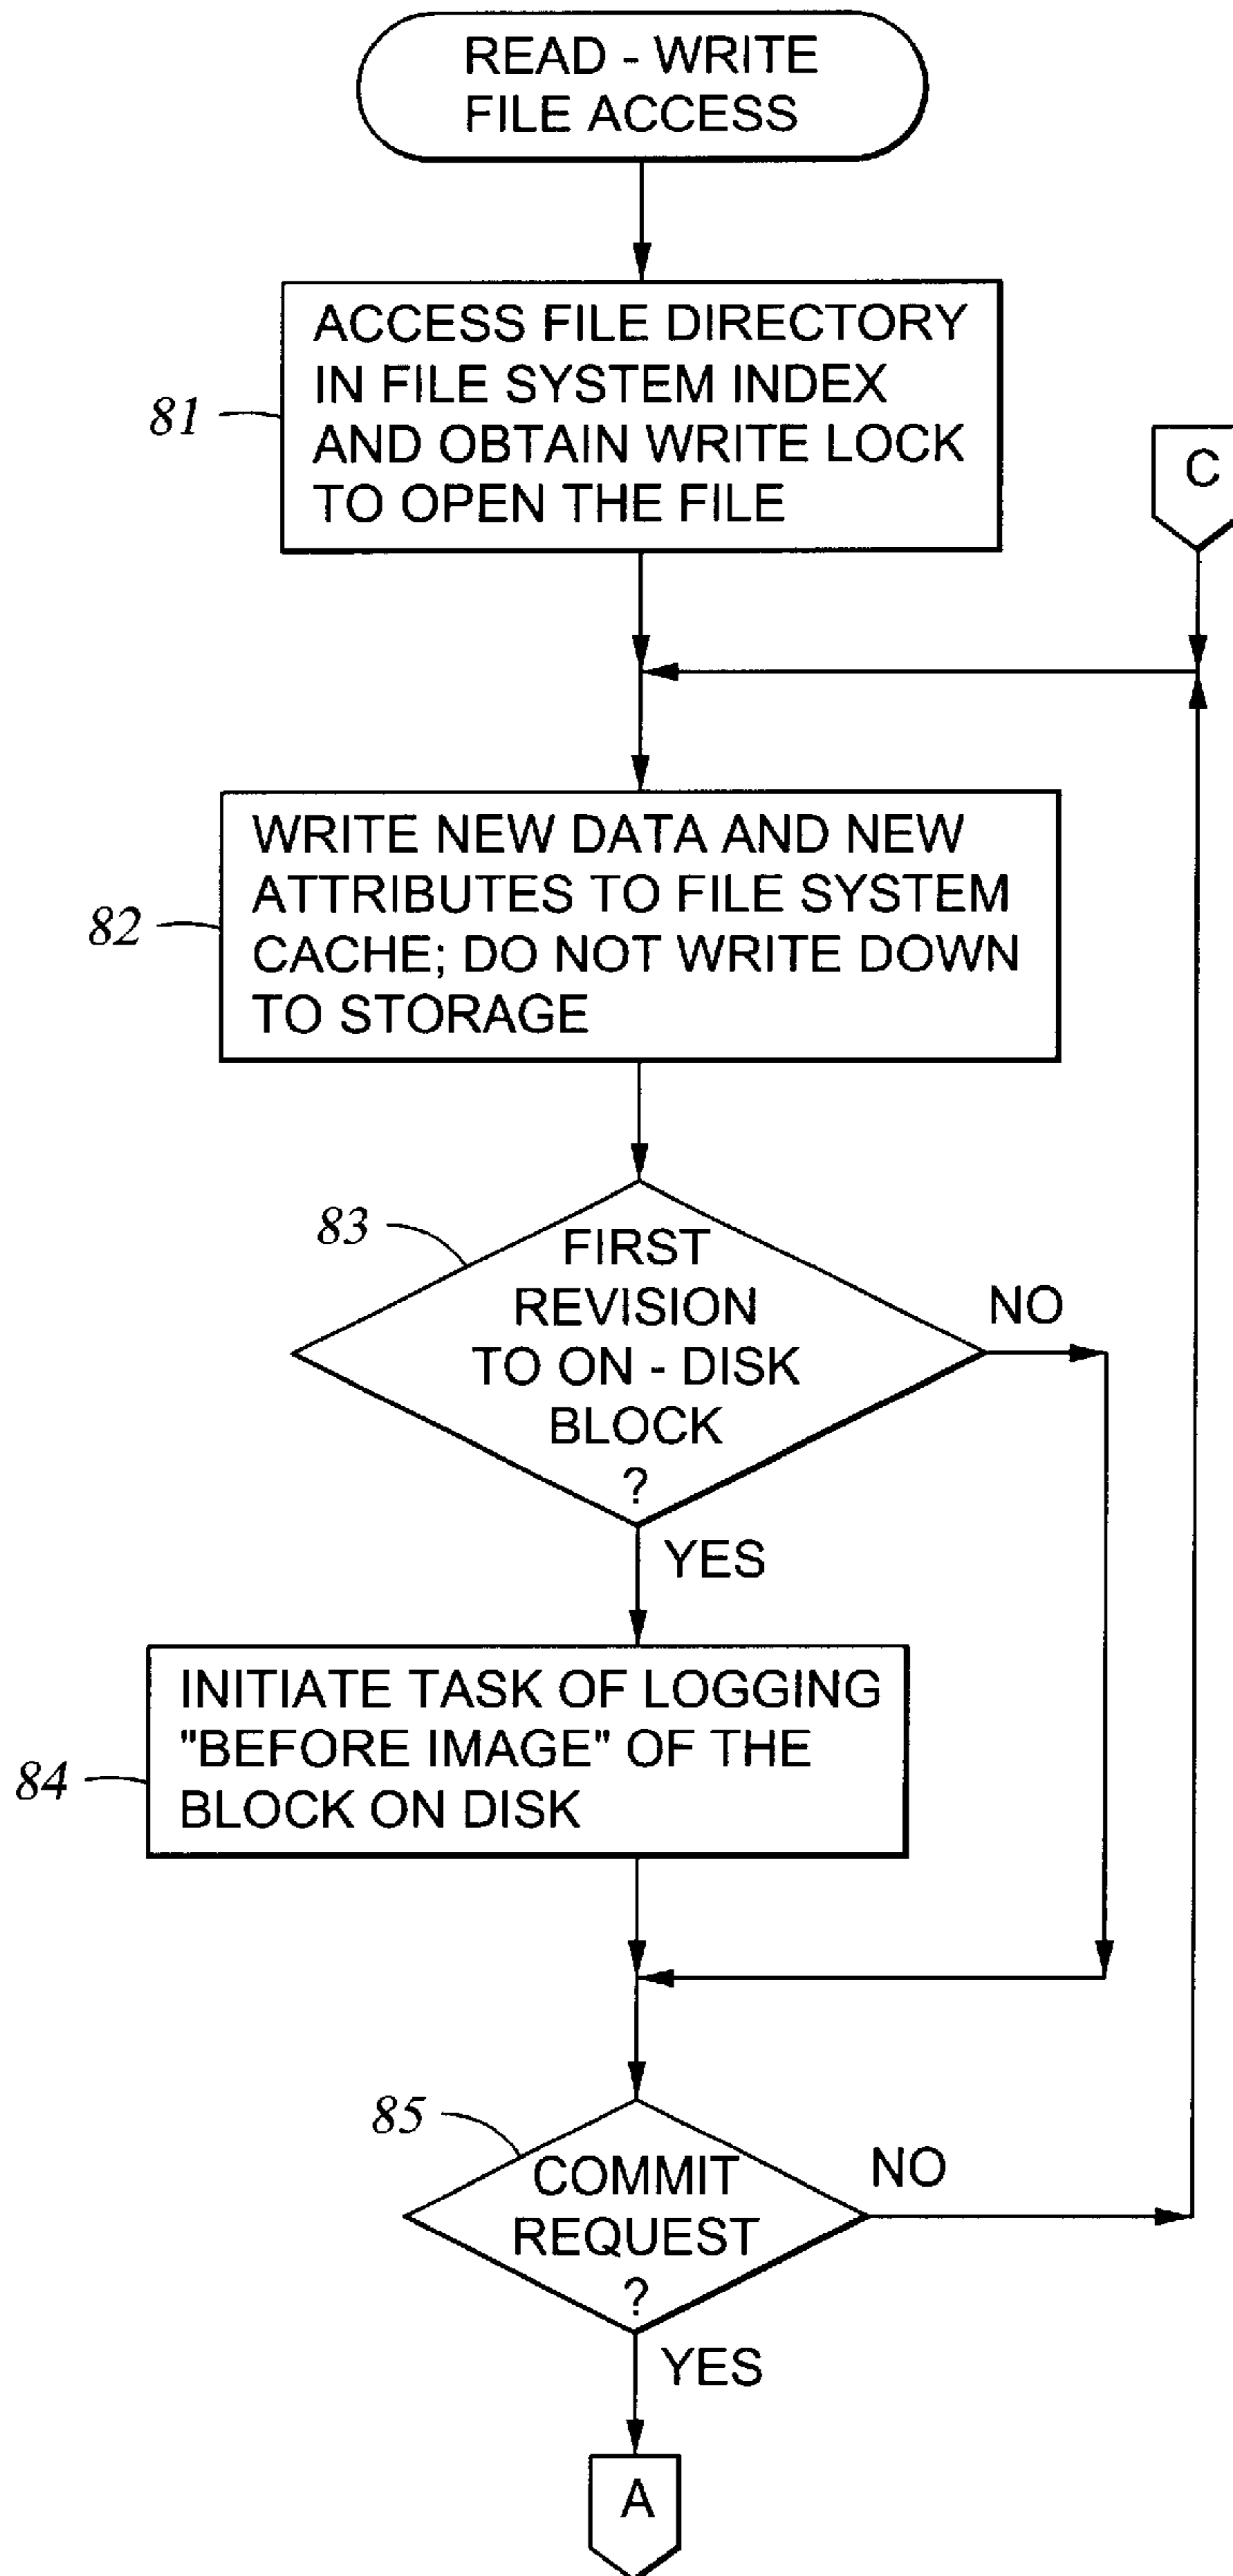 READ - WRITE
FILE ACCESS
ACCESS FILE DIRECTORY
IN FILE SYSTEM INDEX
AND OBTAIN WRITE LOCK
TO OPEN THE FILE
81
C
WRITE NEW DATA AND NEW
ATTRIBUTES TO FILE SYSTEM
CACHE; DO NOT WRITE DOWN
TO STORAGE
82
83
FIRST
REVISION
TO ON - DISK
BLOCK
?
NO
YES
INITIATE TASK OF LOGGING
"BEFORE IMAGE" OF THE
BLOCK ON DISK
84
85
COMMIT
REQUEST
?
NO
YES
A